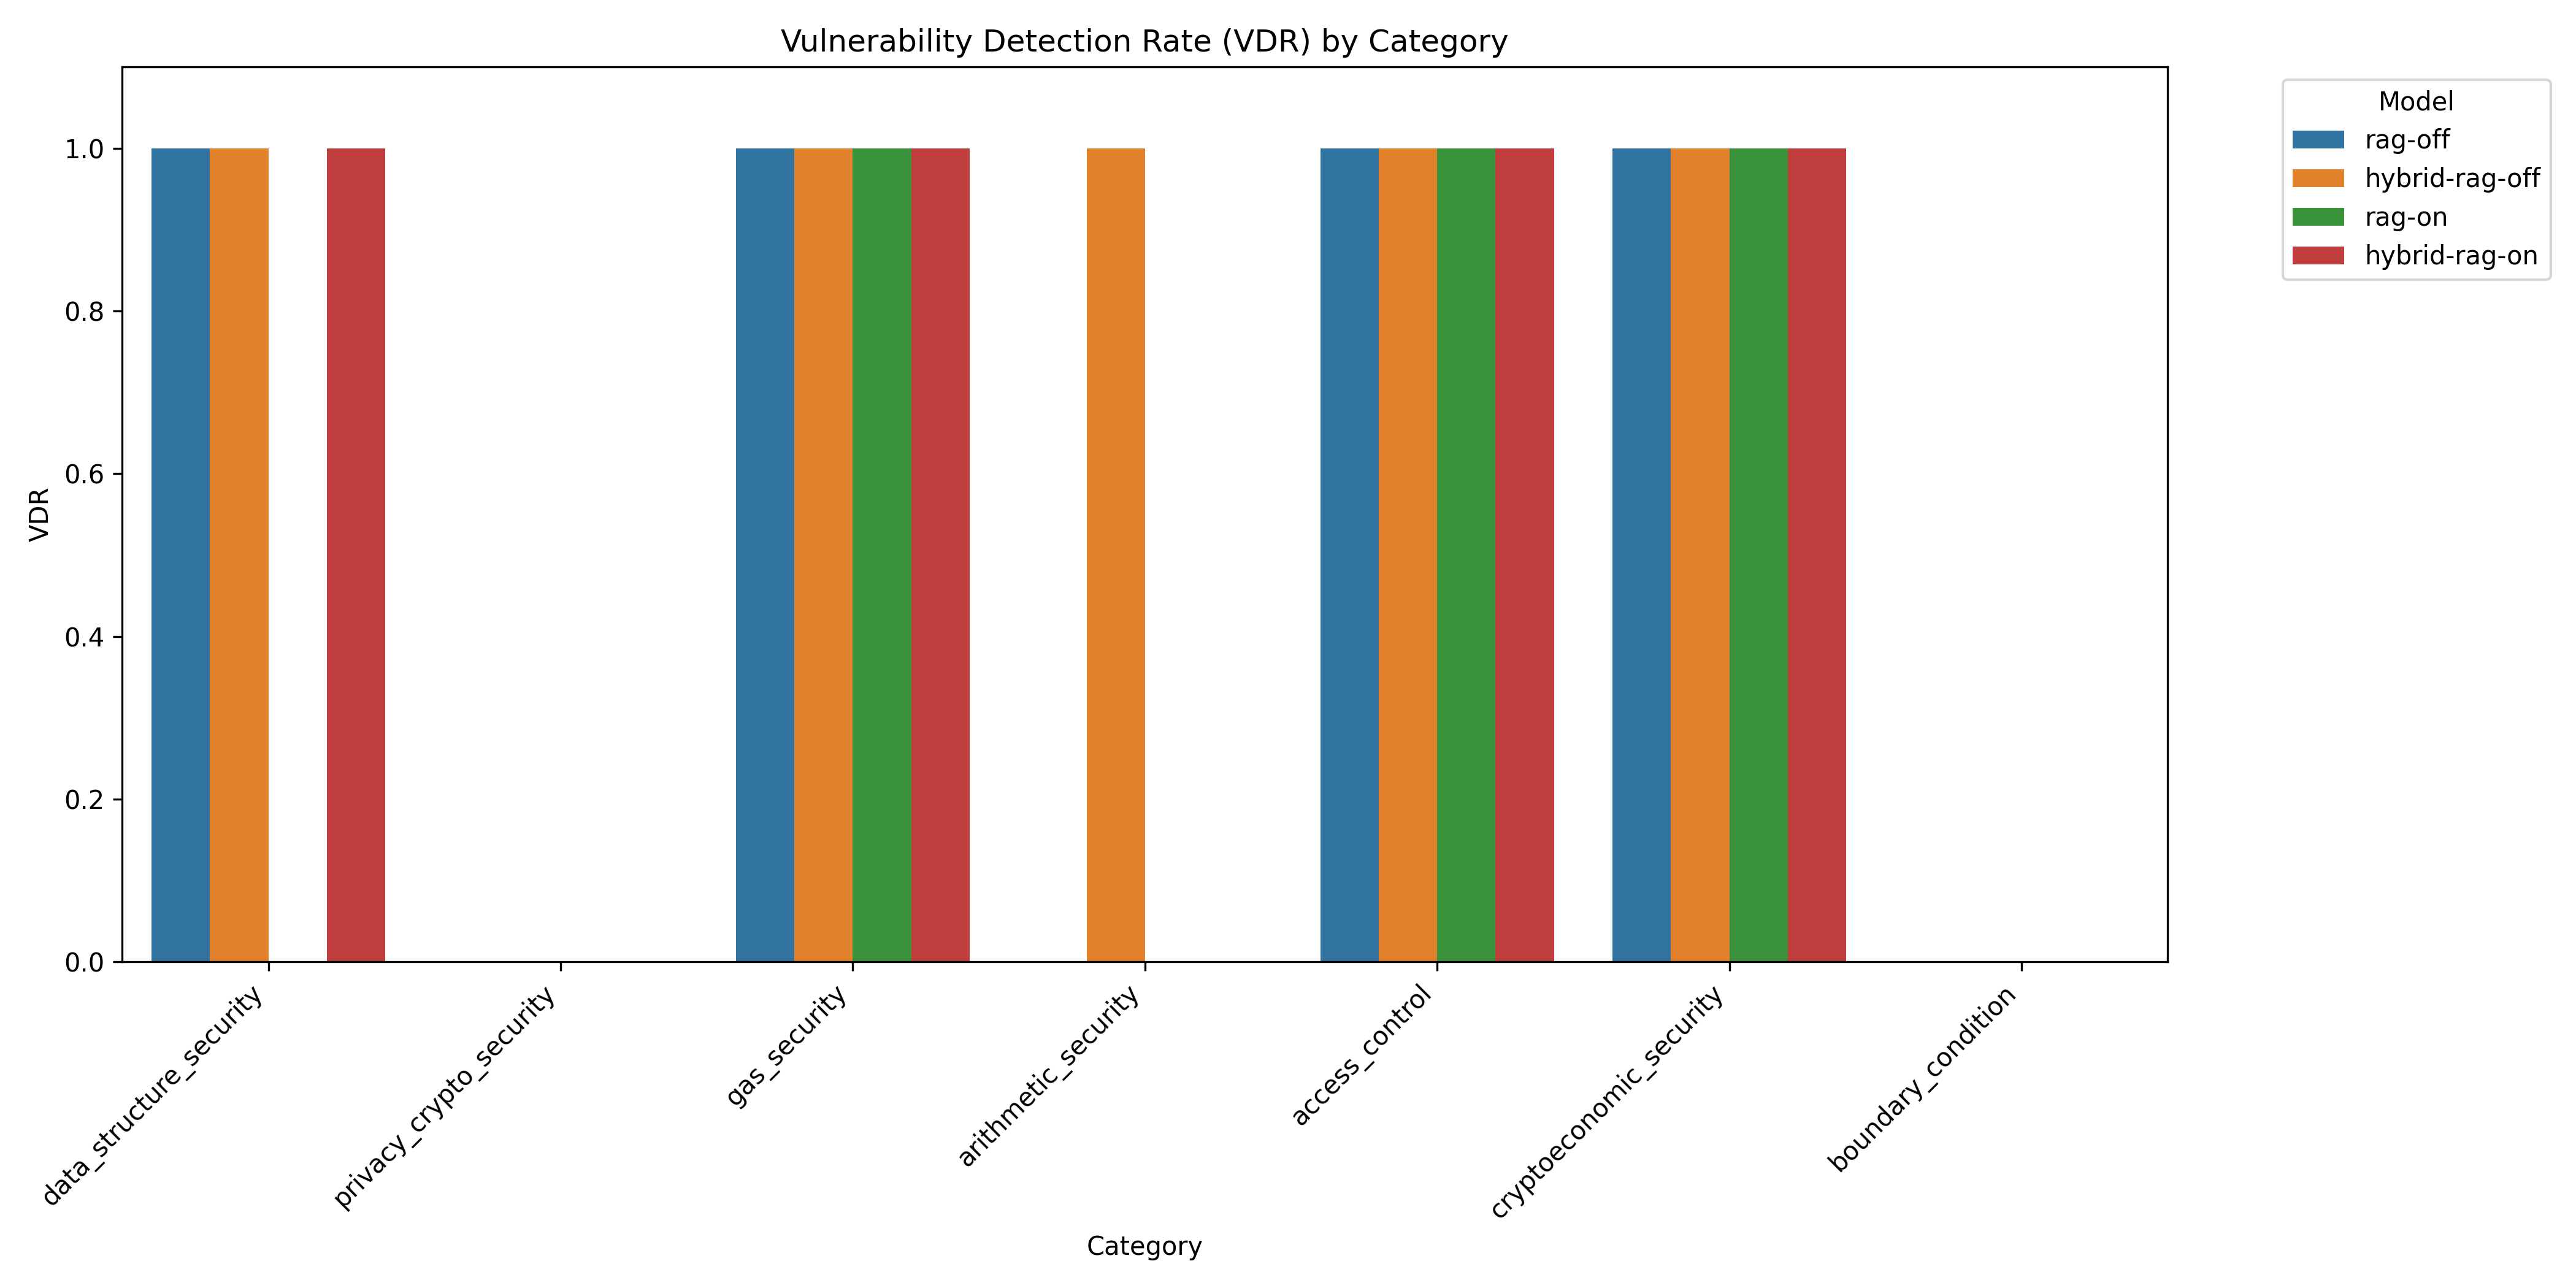 Vulnerability Detection Rate (VDR) by Category
Model
rag-off
hybrid-rag-off
rag-on
hybrid-rag-on
VDR
1.0
0.8
0.6
0.4
0.2
0.0
data_structure_security
privacy_crypto_security
gas_security
arithmetic_security
access_control
cryptoeconomic_security
boundary_condition
Category